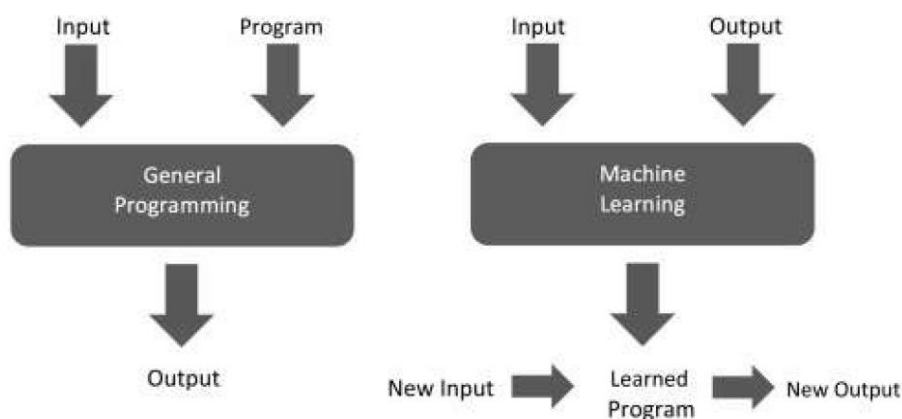 Input Program Input Output
General Programming
Machine Learning
Output
New Input Learned Program New Output